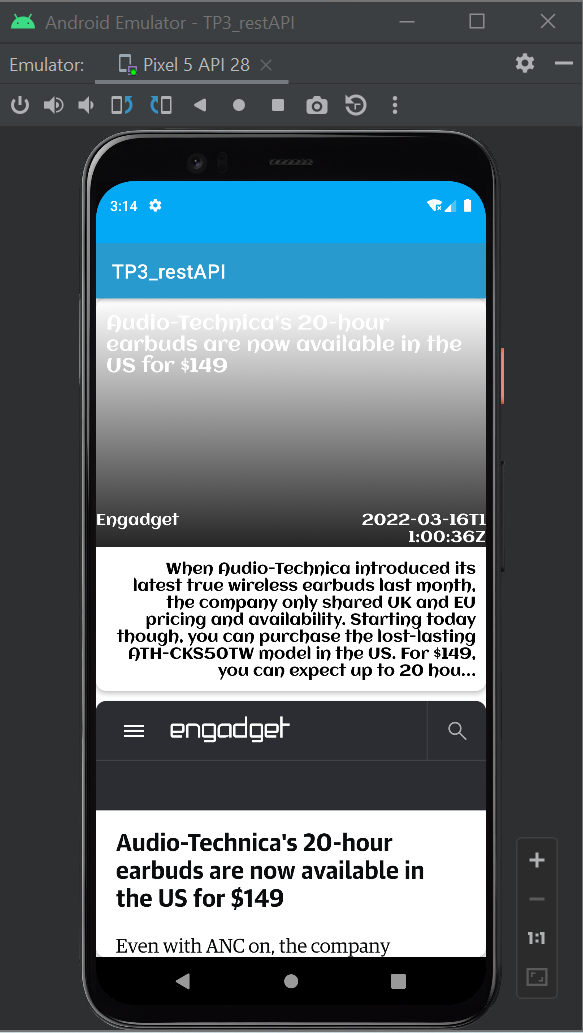 Android Emulator - TP3_restAPI
Emulator:
Pixel 5 API 28
3:14
TP3_restAPI
Audio-Technica's 20-hour
earbuds are now available in the
US for $149
Engadget
2022-03-16T1
1:00:36Z
When Audio-Technica introduced its
latest true wireless earbuds last month,
the company only shared UK and EU
pricing and availability. Starting today
though, you can purchase the lost-lasting
ATH-CKS50TW model in the US. For $149,
you can expect up to 20 hou...
engadget
Audio-Technica's 20-hour
earbuds are now available in
the US for $149
Even with ANC on, the company
1:1